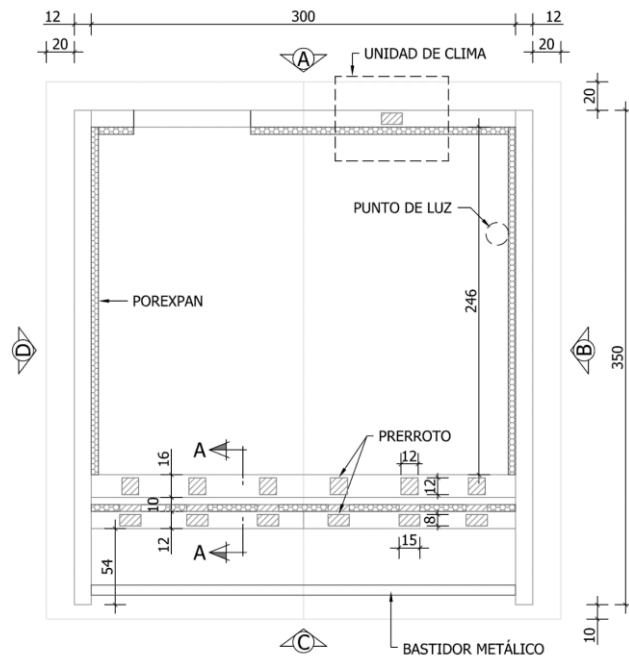 12
300
12
20
20
A
UNIDAD DE CLIMA
20
PUNTO DE LUZ
POREXPAN
246
350
D
B
A
16
PRERROTO
12
12
10
8
12
A
15
54
C
BASTIDOR METÁLICO
10